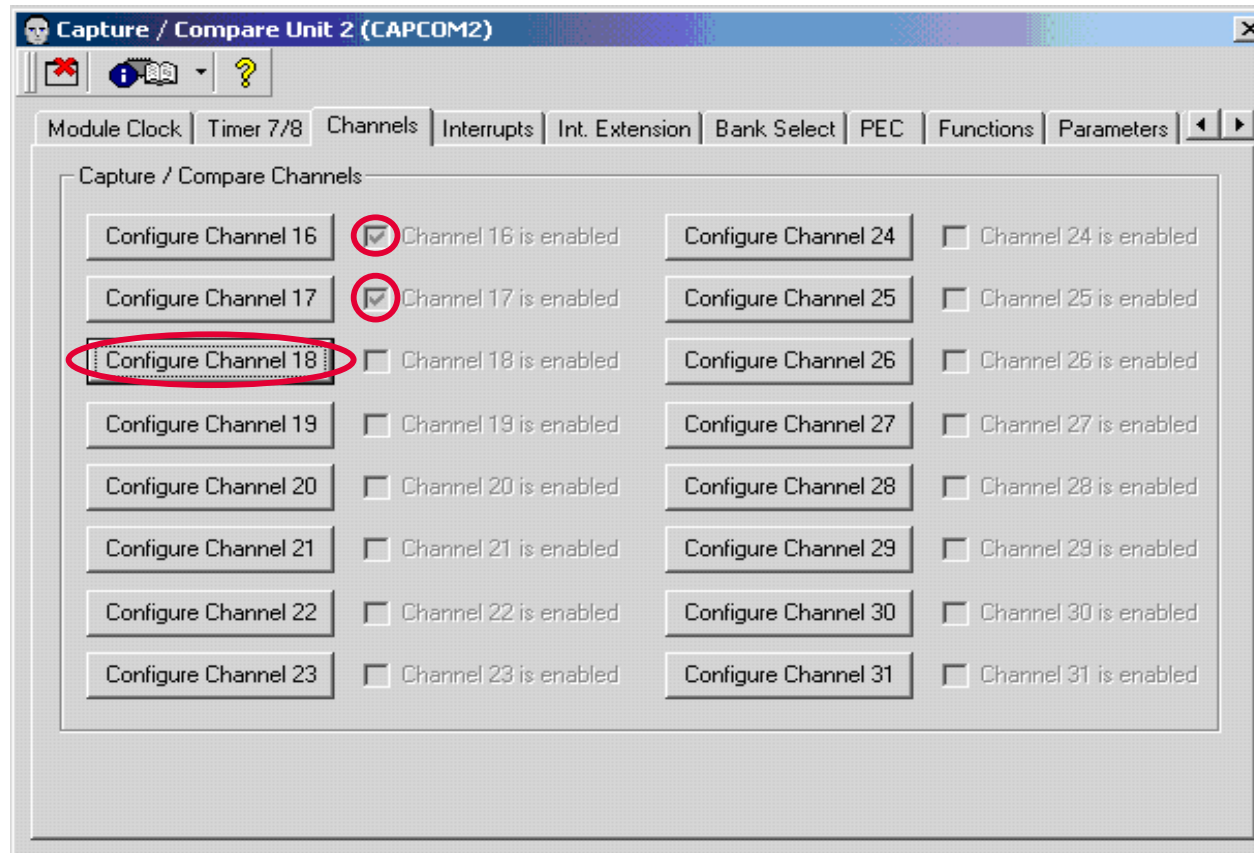 Capture / Compare Unit 2 (CAPCOM2)
Module Clock Timer 7/8 Channels Interrupts Int. Extension Bank Select PEC Functions Parameters
Capture / Compare Channels
Configure Channel 16 Channel 16 is enabled Configure Channel 24 Channel 24 is enabled
Configure Channel 17 Channel 17 is enabled Configure Channel 25 Channel 25 is enabled
Configure Channel 18 Channel 18 is enabled Configure Channel 26 Channel 26 is enabled
Configure Channel 19 Channel 19 is enabled Configure Channel 27 Channel 27 is enabled
Configure Channel 20 Channel 20 is enabled Configure Channel 28 Channel 28 is enabled
Configure Channel 21 Channel 21 is enabled Configure Channel 29 Channel 29 is enabled
Configure Channel 22 Channel 22 is enabled Configure Channel 30 Channel 30 is enabled
Configure Channel 23 Channel 23 is enabled Configure Channel 31 Channel 31 is enabled